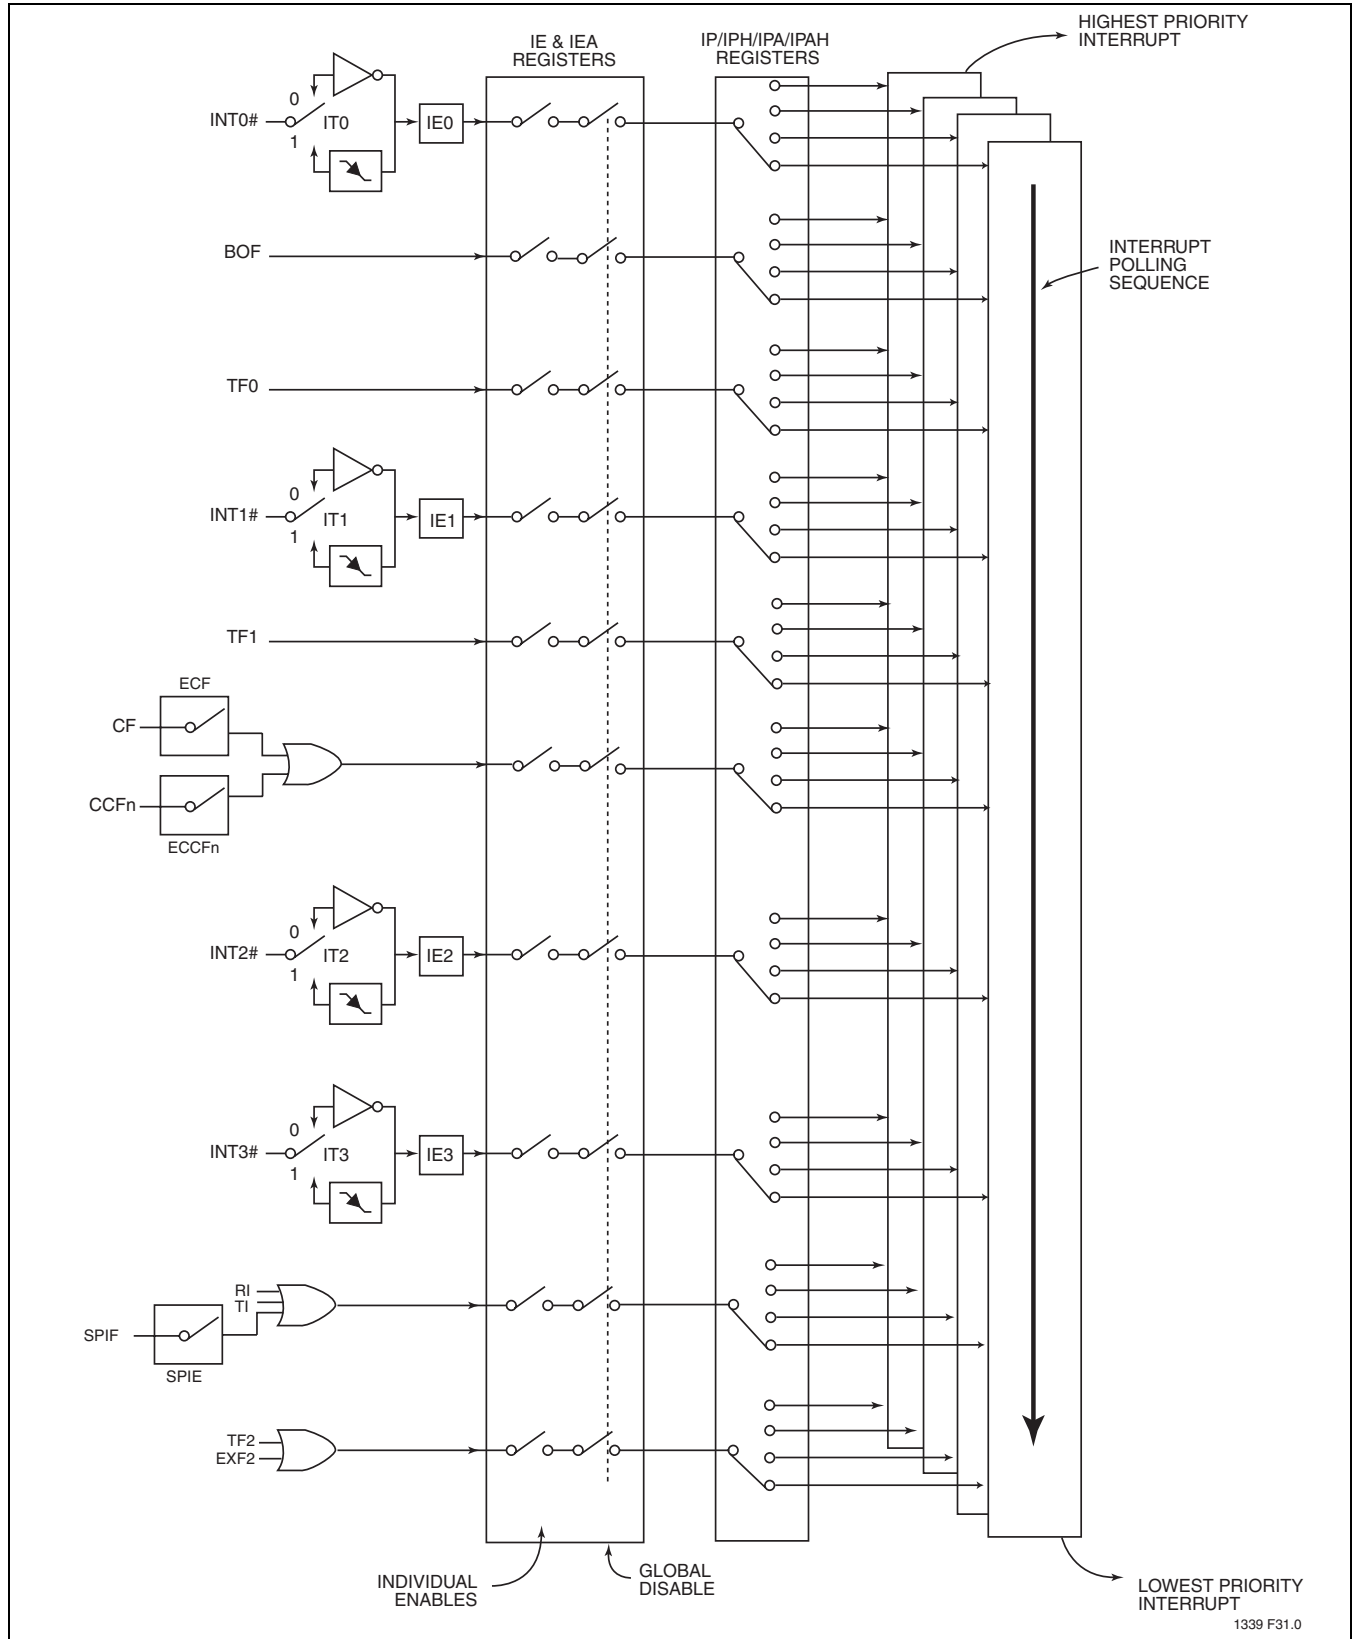 HIGHEST PRIORITY
INTERRUPT
IE & IEA
REGISTERS
IP/IPH/IPA/IPAH
REGISTERS
0
INT0#
IT0
IE0
1
BOF
INTERRUPT
POLLING
SEQUENCE
TF0
0
INT1#
IT1
IE1
1
TF1
ECF
CF
CCFn
ECCFn
0
INT2#
IT2
IE2
1
0
INT3#
IT3
IE3
1
RI
TI
SPIF
SPIE
TF2
EXF2
INDIVIDUAL
ENABLES
GLOBAL
DISABLE
LOWEST PRIORITY
INTERRUPT
1339 F31.0